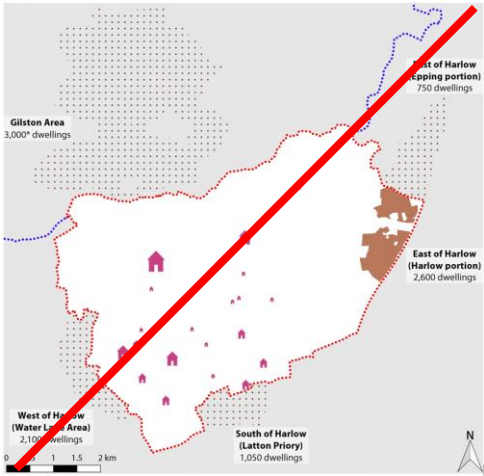 East of Harlow
(Epping portion)
750 dwellings
Gilston Area
3,000* dwellings
East of Harlow
(Harlow portion)
2,600 dwellings
West of Harlow
(Water Lane Area)
2,100 dwellings
South of Harlow
(Latton Priory)
1,050 dwellings
0 .5 1 1.5 2 km
N